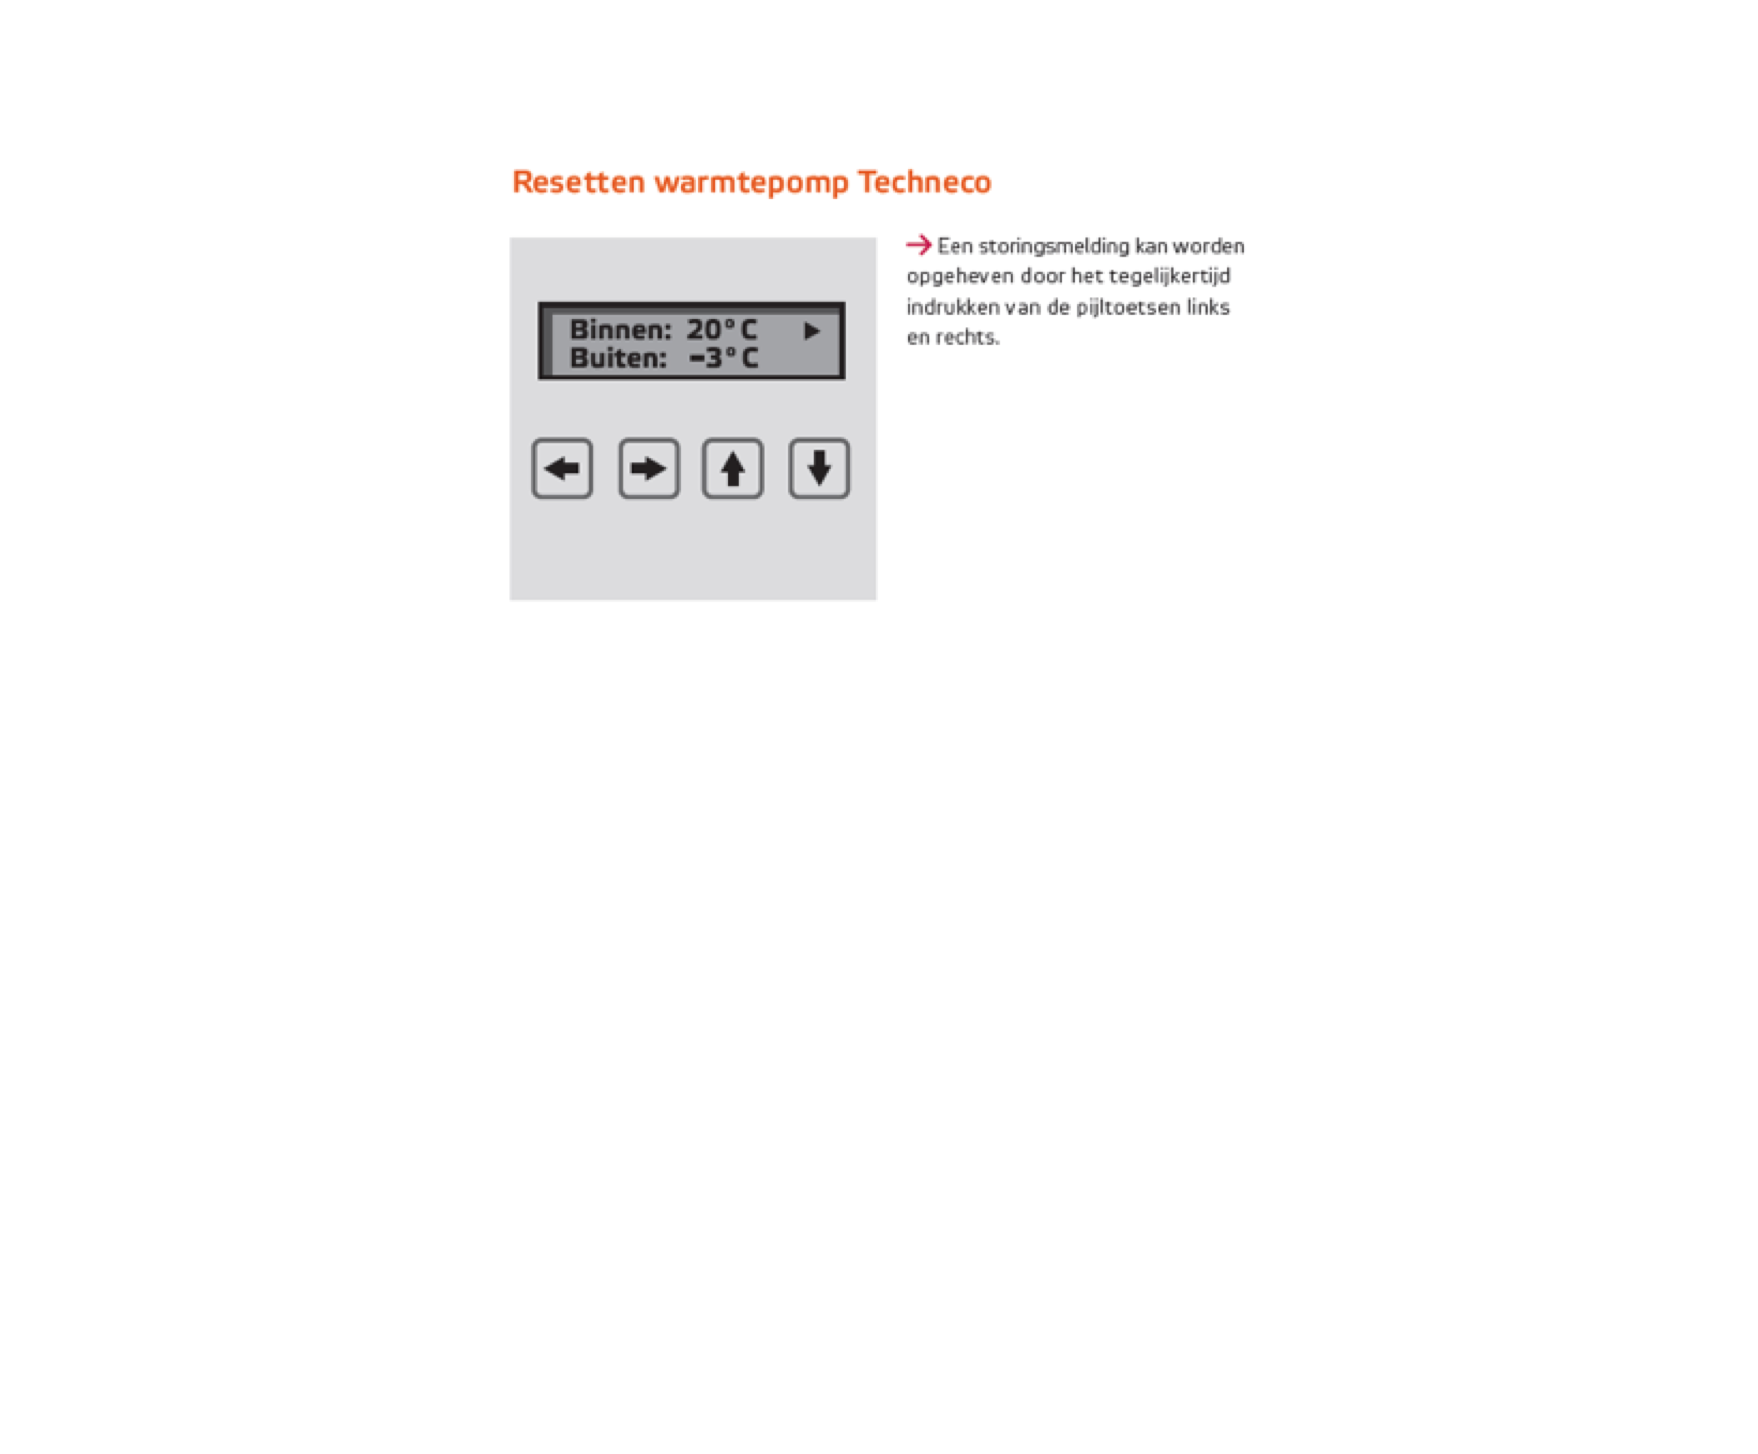 Resetten warmtepomp Techneco
Binnen: 20°C ▶
Buiten: -3°C
→ Een storingsmelding kan worden
opgeheven door het tegelijkertijd
indrukken van de pijltoetsen links
en rechts.